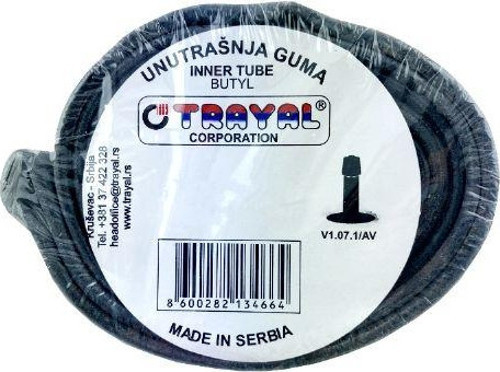 UNUTRAŠNJA GUMA
INNER TUBE
BUTYL
TRAYAL®
CORPORATION
Kruševac - Srbija
Tel. +381 37 422 328
headoffice@trayal.rs
www.trayal.rs
V1.07.1/AV
8 600282 134664
MADE IN SERBIA